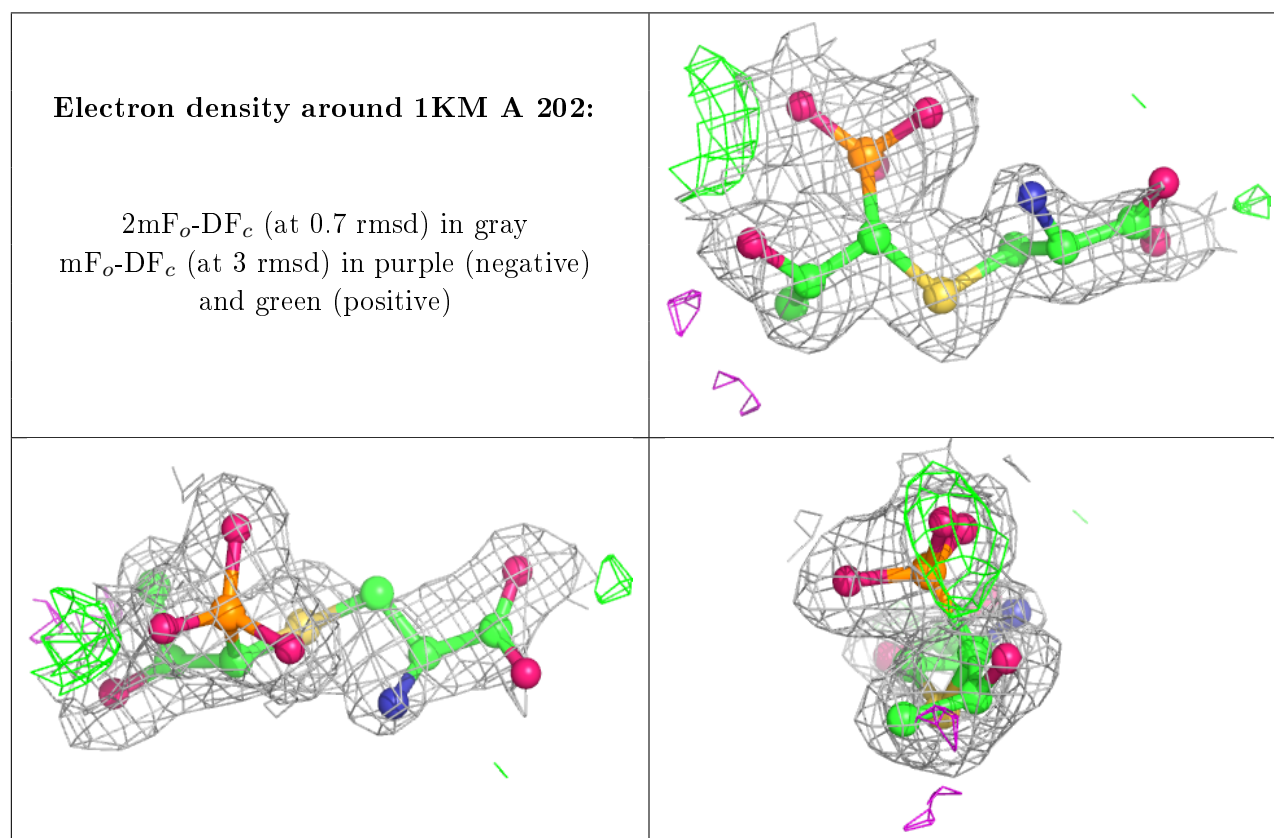 Electron density around 1KM A 202:
2mFo-DFc (at 0.7 rmsd) in gray
mFo-DFc (at 3 rmsd) in purple (negative)
and green (positive)